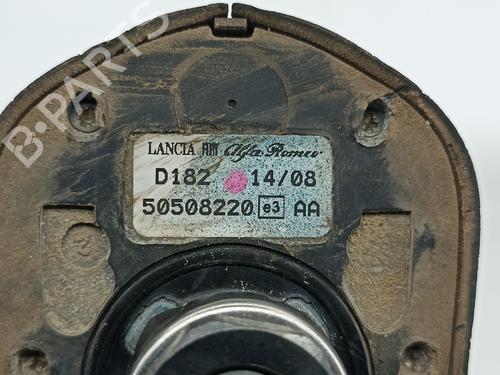 B-PARTS
LANCIA FIAT Alfa Romeo
D182 14/08
50508220 e3 AA